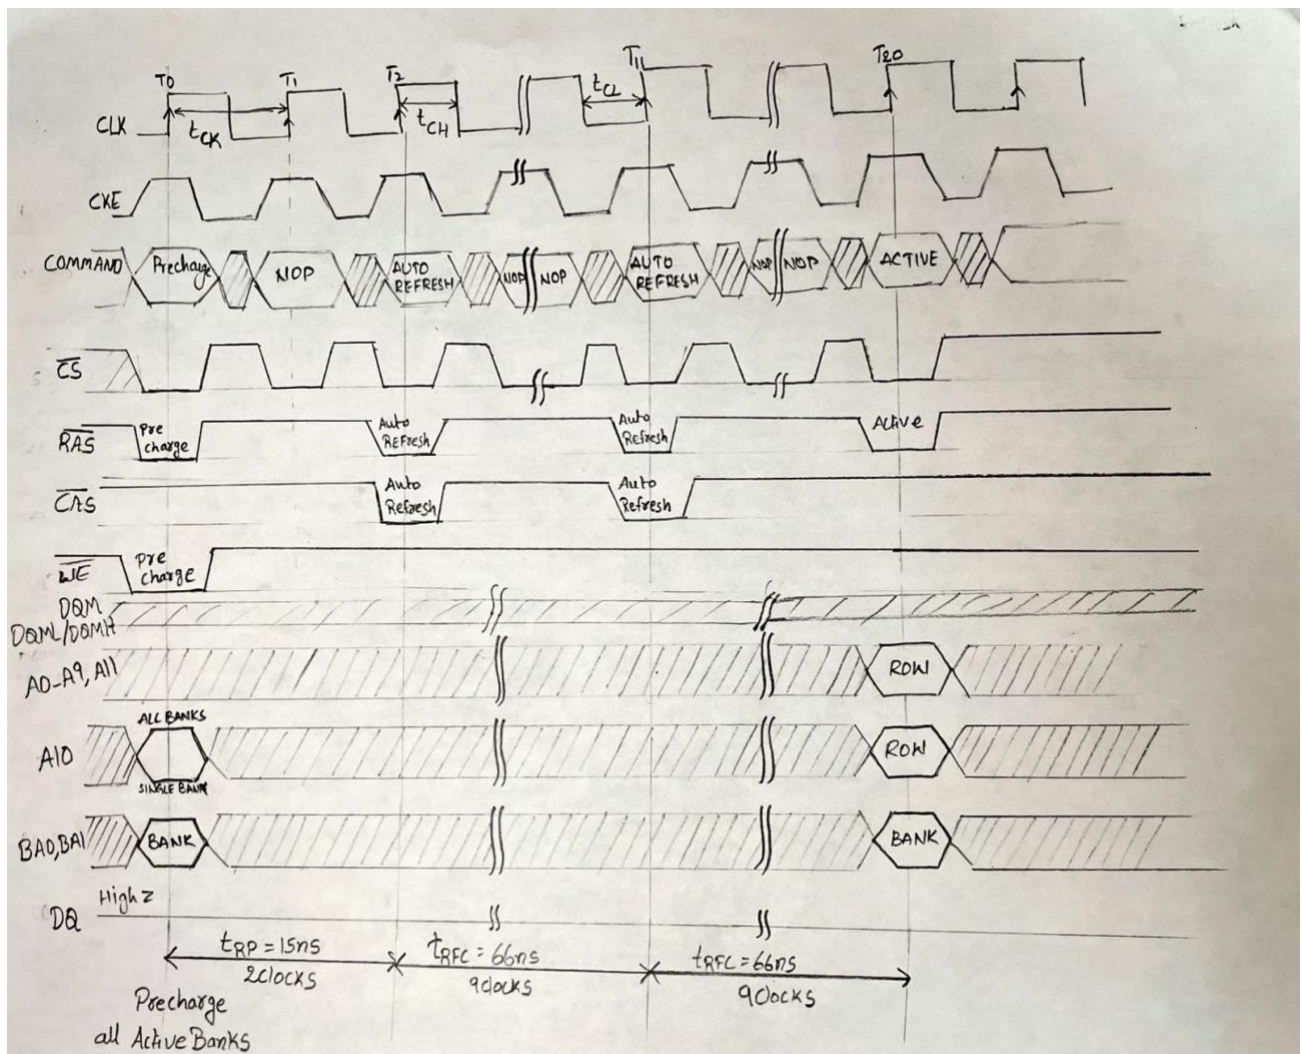 T0 T1 T2 T11 T20
CLK tCK tCH tCL
CKE
COMMAND Precharge NOP AUTO REFRESH NOP NOP AUTO REFRESH NOP NOP ACTIVE
CS
RAS Pre charge Auto REfresh Auto REfresh Active
CAS Auto Refresh Auto Refresh
WE Pre charge
DQM
DQML/DQMH
A0-A9, A11 ROW
ALL BANKS
A10 ROW
SINGLE BANK
BA0,BA1 BANK BANK
High Z
DQ
tRP = 15ns tRFC = 66ns tRFC = 66ns
2clocks 9clocks 9clocks
Precharge
all Active Banks